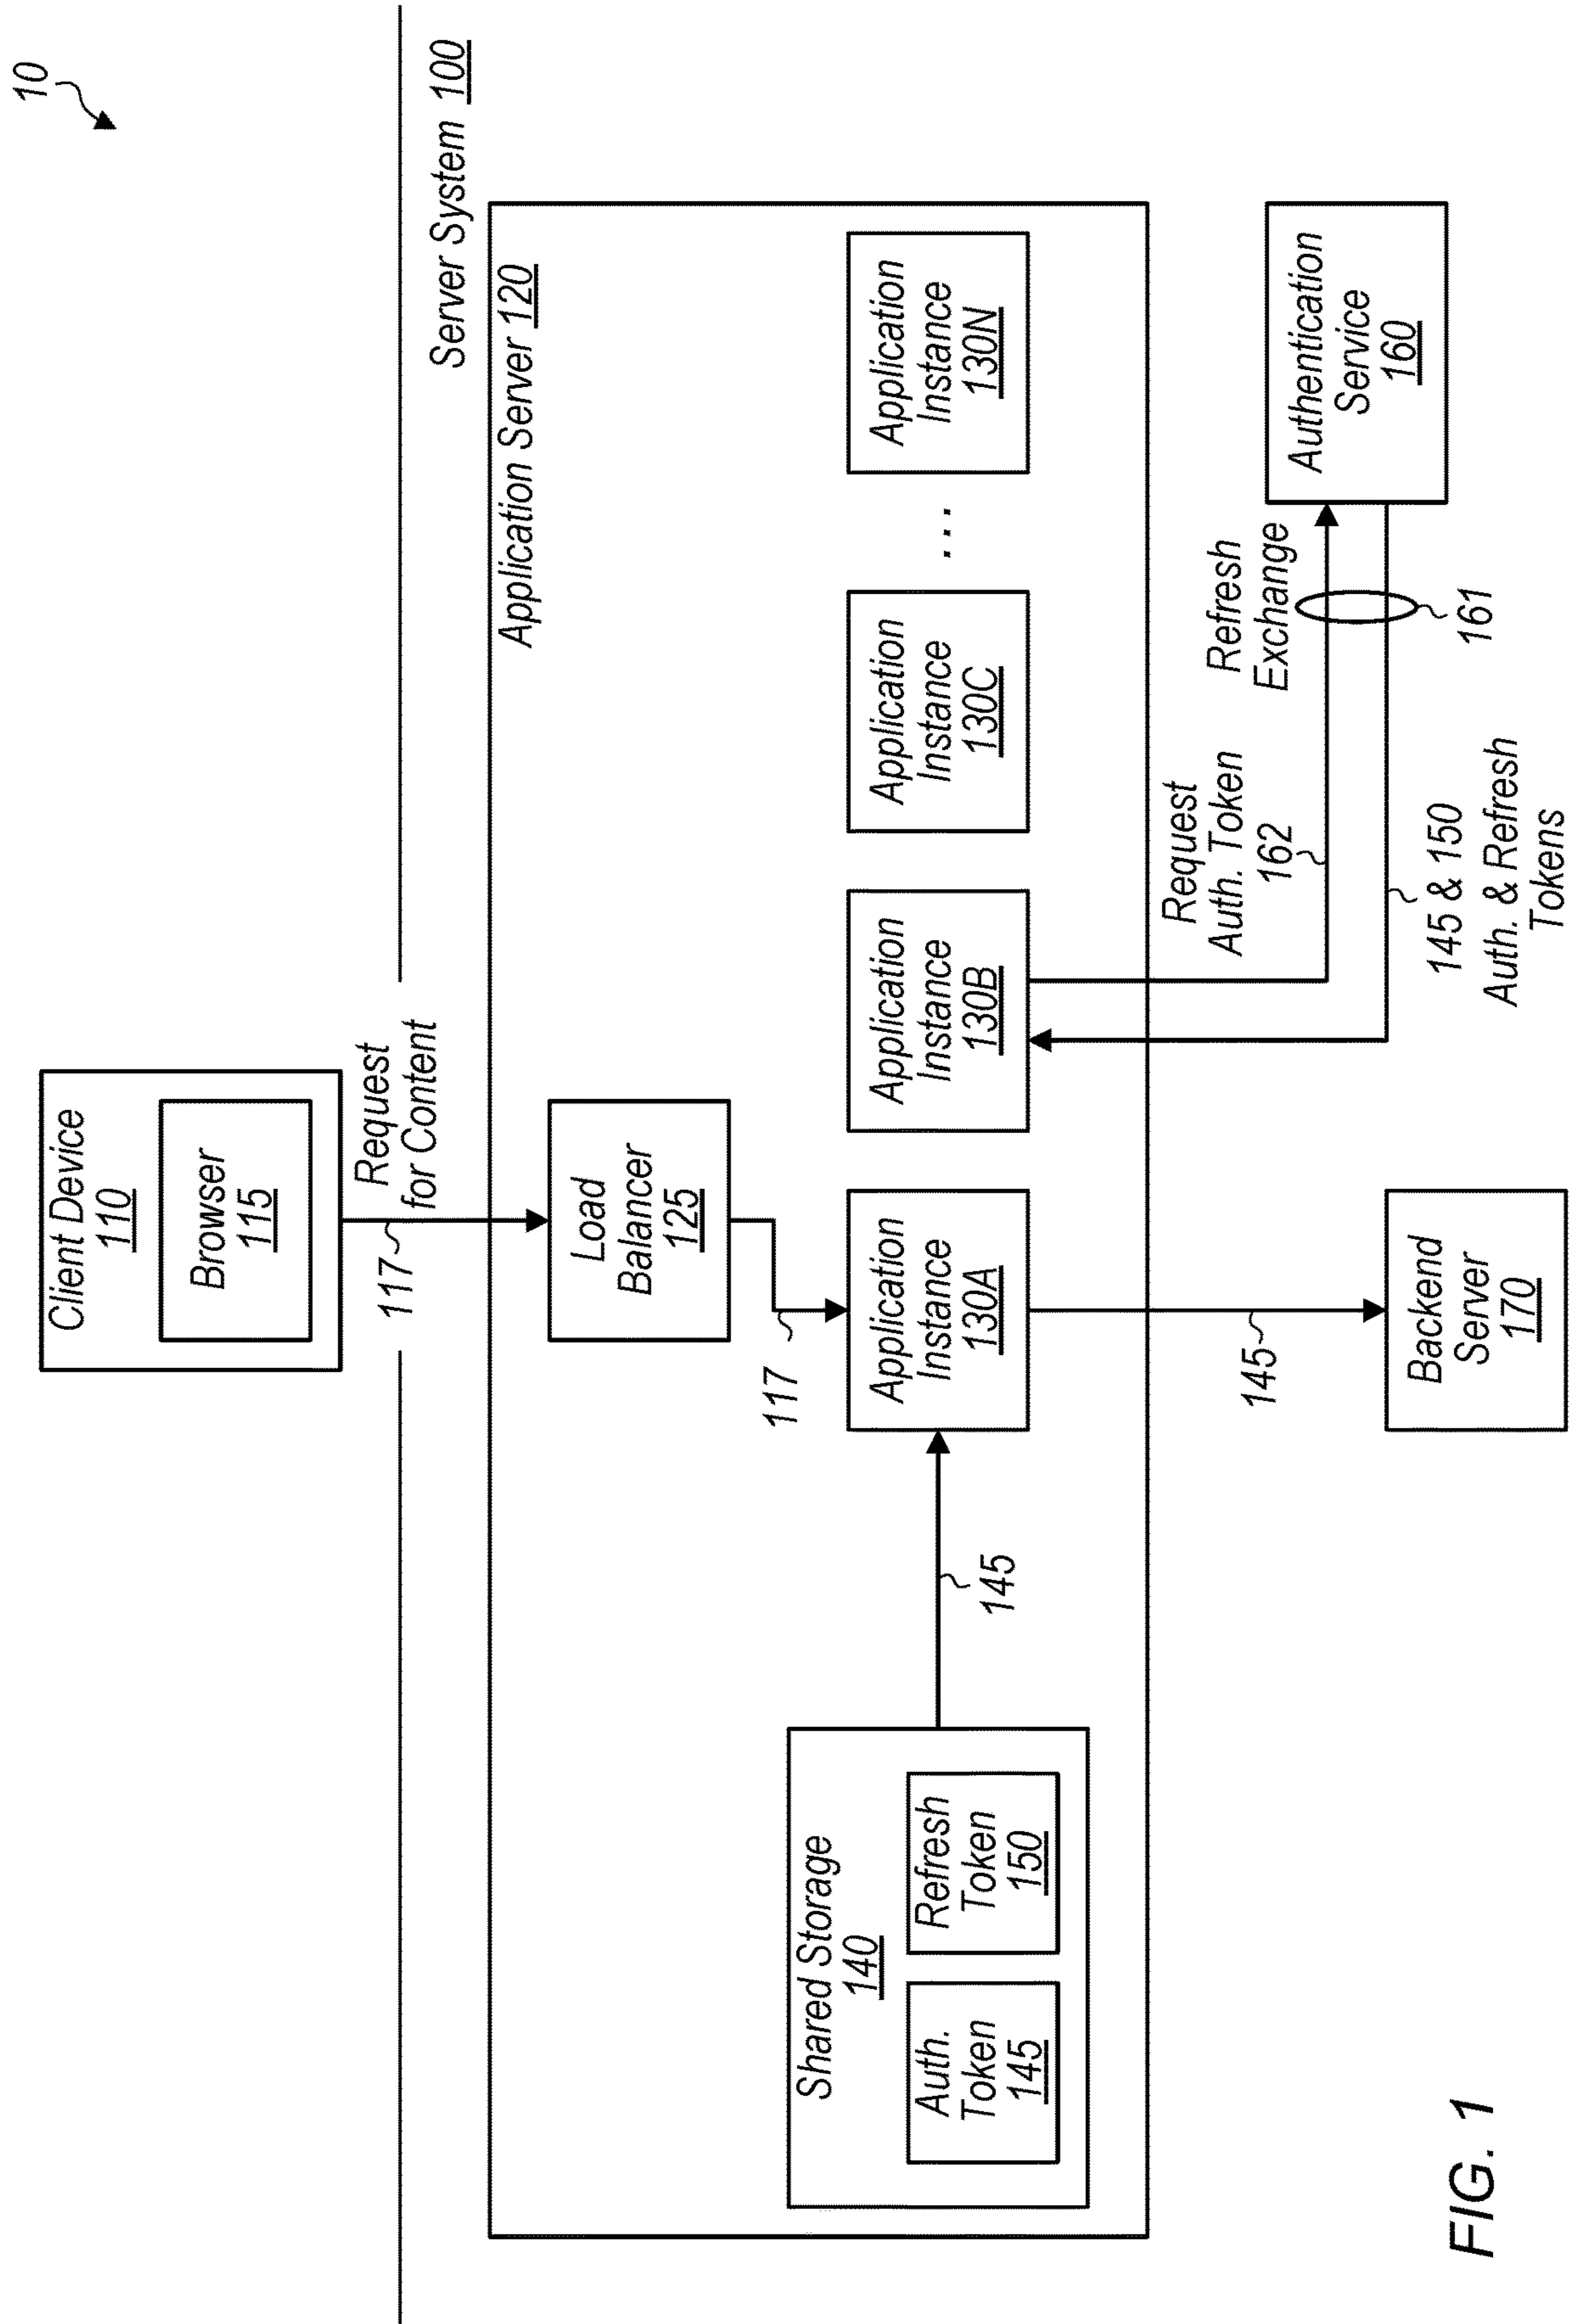 10
Client Device
110
Browser
115
Request
for Content
117
Server System 100
Application Server 120
Load
Balancer
125
117
Shared Storage
140
Auth.
Token
145
Refresh
Token
150
145
Application
Instance
130A
Application
Instance
130B
Application
Instance
130C
...
Application
Instance
130N
145
Backend
Server
170
Request
Auth. Token
162
Refresh
Exchange
161
145 & 150
Auth. & Refresh
Tokens
Authentication
Service
160
FIG. 1